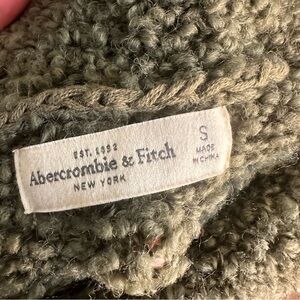 EST. 1892
Abercrombie & Fitch
NEW YORK
S
MADE
IN CHINA